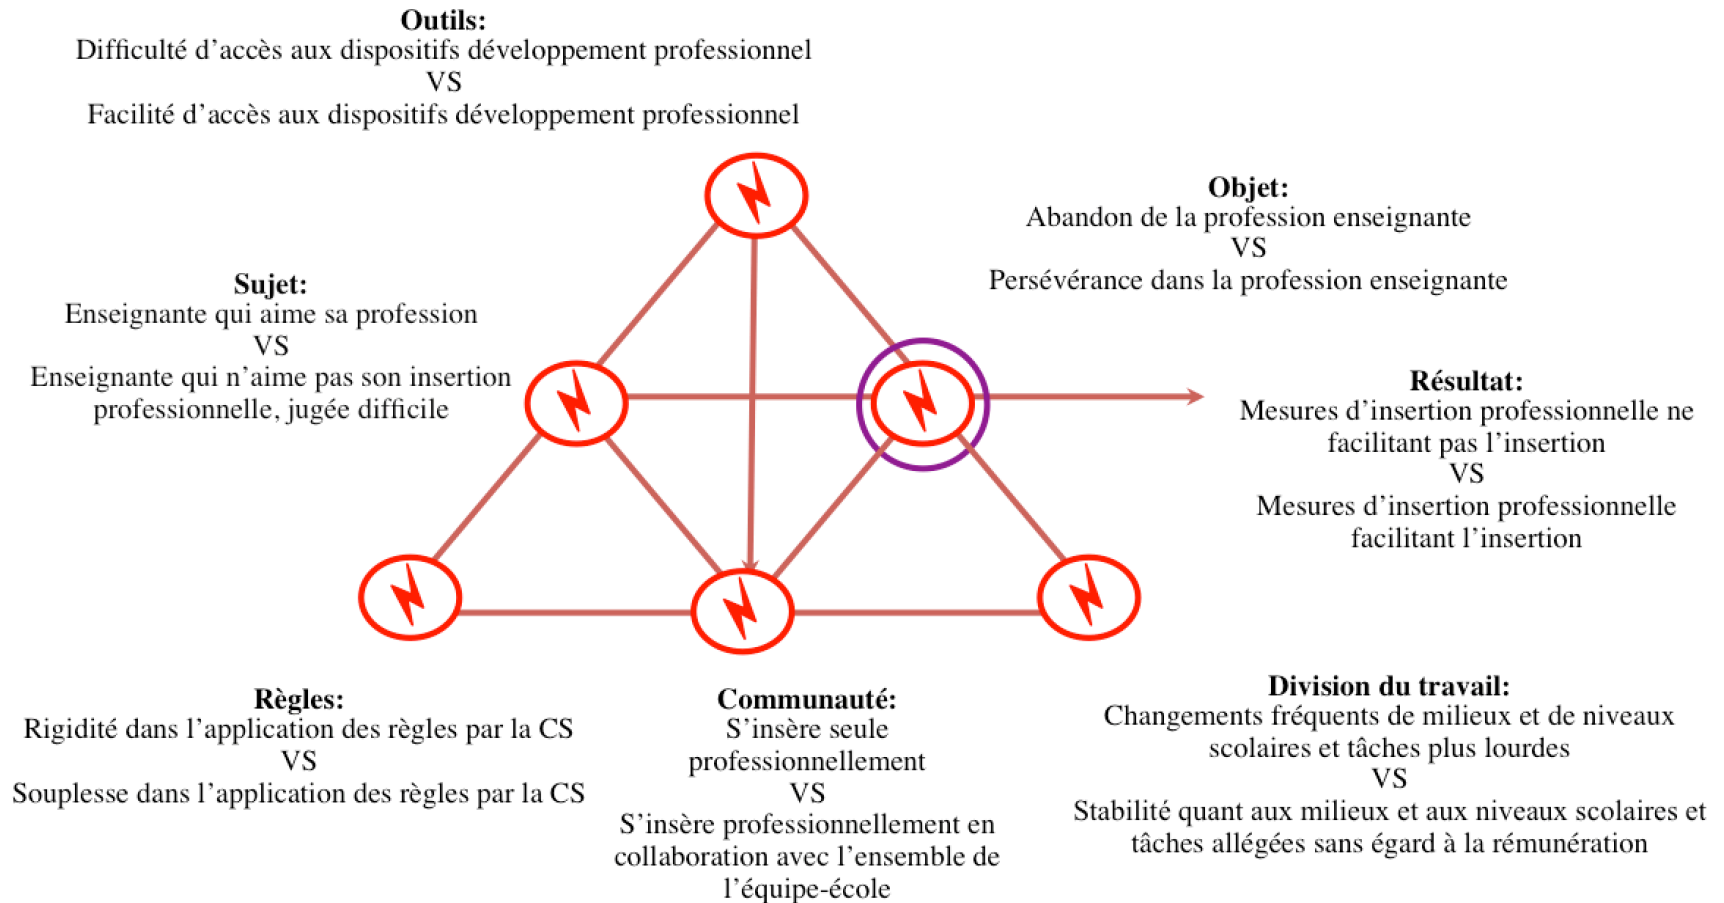 Outils:
Difficulté d’accès aux dispositifs développement professionnel
VS
Facilité d’accès aux dispositifs développement professionnel
Objet:
Abandon de la profession enseignante
VS
Persévérance dans la profession enseignante
Sujet:
Enseignante qui aime sa profession
VS
Enseignante qui n’aime pas son insertion
professionnelle, jugée difficile
Résultat:
Mesures d’insertion professionnelle ne
facilitant pas l’insertion
VS
Mesures d’insertion professionnelle
facilitant l’insertion
Règles:
Rigidité dans l’application des règles par la CS
VS
Souplesse dans l’application des règles par la CS
Communauté:
S’insère seule
professionnellement
VS
S’insère professionnellement en
collaboration avec l’ensemble de
l’équipe-école
Division du travail:
Changements fréquents de milieux et de niveaux
scolaires et tâches plus lourdes
VS
Stabilité quant aux milieux et aux niveaux scolaires et
tâches allégées sans égard à la rémunération